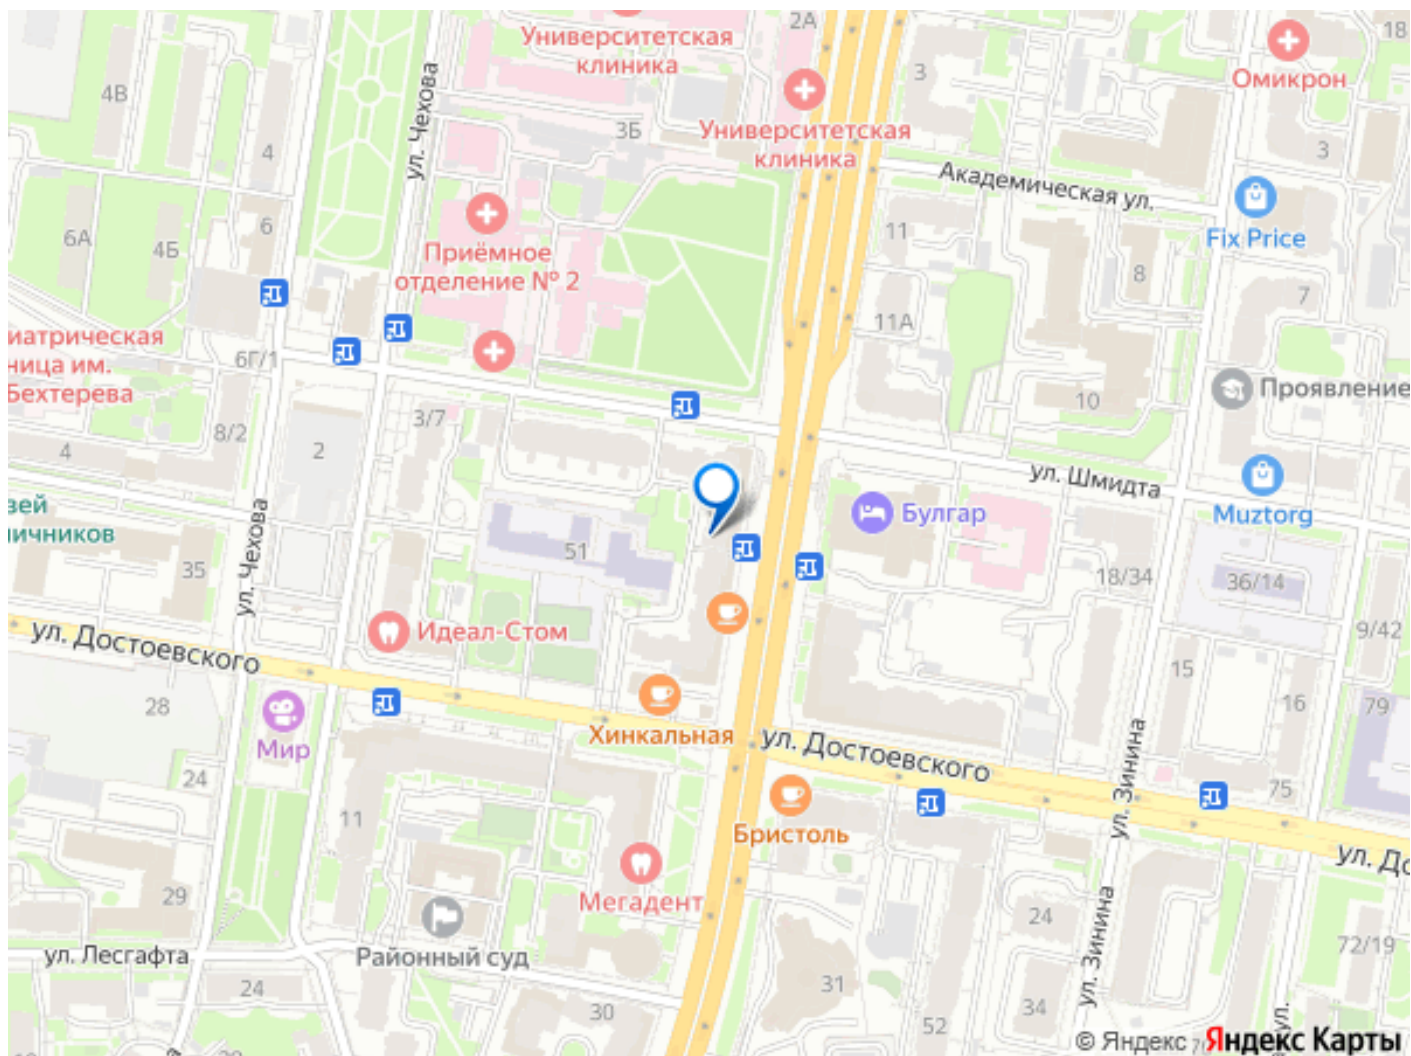 2А
18
Университетская
клиника
Омикрон
3
4В
ул. Чехова
3Б
Университетская
клиника
4
3
Академическая ул.
Приёмное
отделение № 2
Fix Price
6
11
6А
4Б
8
7
11А
иатрическая
ница им.
Бехтерева
6Г/1
Проявление
10
3/7
8/2
2
4
ул. Шмидта
Булгар
Muztorg
зей
ичников
ул. Чехова
51
35
18/34
36/14
9/42
Идеал-Стом
ул. Достоевского
15
16
79
28
Мир
Хинкальная
ул. Достоевского
ул. Зинина
24
75
11
Бристоль
ул. До
29
Мегадент
24
ул. Зинина
72/19
ул. Лесгафта
Районный суд
24
31
30
34
52
ул.
© Яндекс
Яндекс Карты